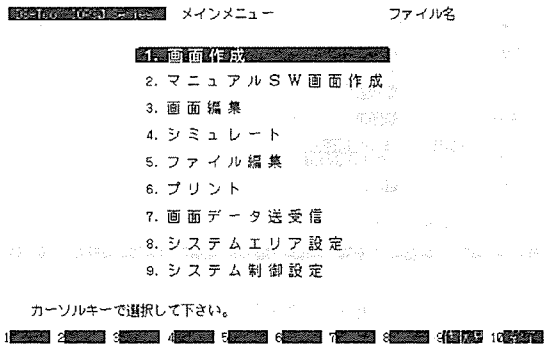 メインメニュー ファイル名
1. 画面作成
2. マニュアルSW画面作成
3. 画面編集
4. シミュレート
5. ファイル編集
6. プリント
7. 画面データ送受信
8. システムエリア設定
9. システム制御設定
カーソルキーで選択して下さい。
1 2 3 4 5 6 7 8 9 10